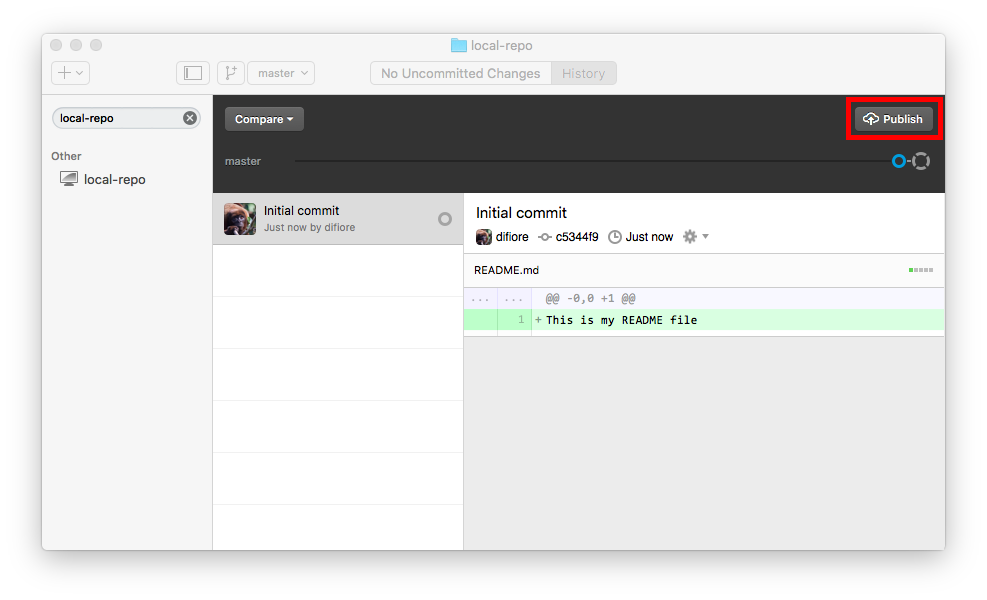 local-repo
master
No Uncommitted Changes
History
local-repo
Other
local-repo
Compare
Publish
master
Initial commit
Just now by difiore
Initial commit
difiore c5344f9 Just now
README.md
... ... @@ -0,0 +1 @@
1 + This is my README file